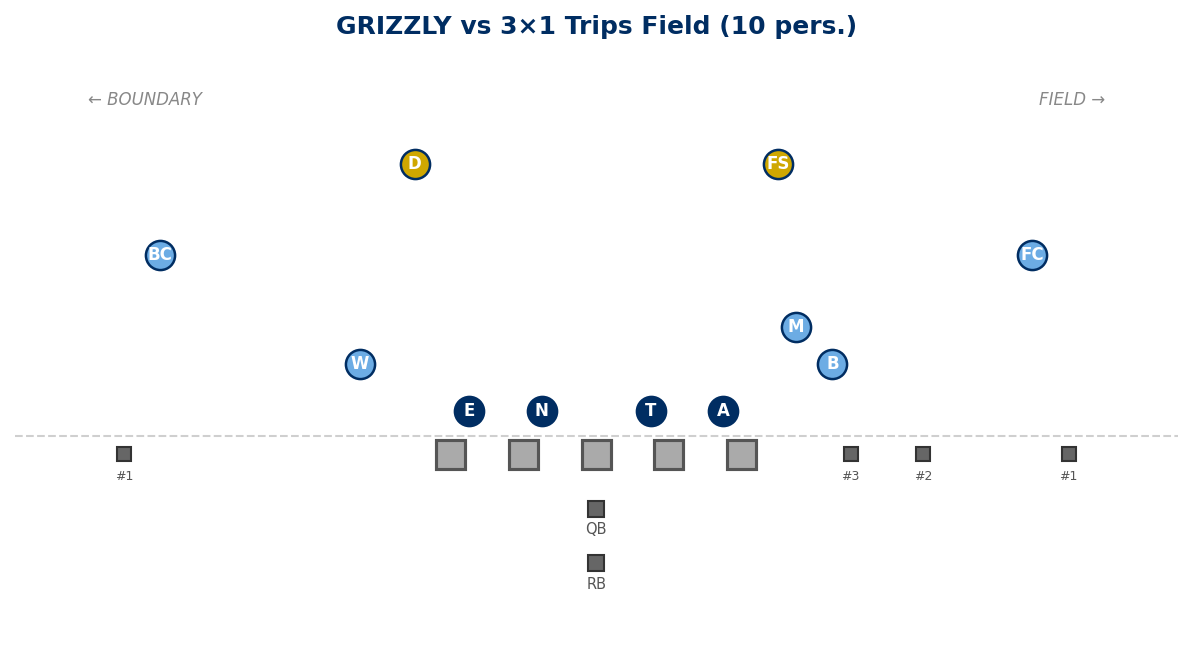 GRIZZLY vs 3×1 Trips Field (10 pers.)
← BOUNDARY
FIELD →
D
FS
BC
FC
M
W
B
E
N
T
A
#1
#3
#2
#1
QB
RB